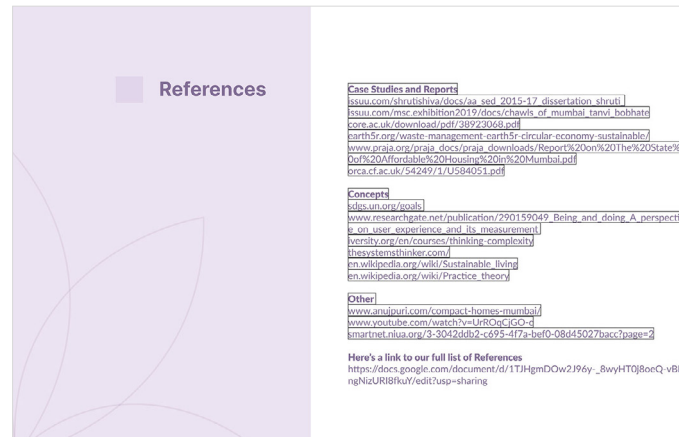 References
Case Studies and Reports
issuu.com/shrutishiva/docs/aa_sed_2015-17_dissertation_shruti_
issuu.com/msc.exhibition2019/docs/chawls_of_mumbai_tanvi_bobhate
core.ac.uk/download/pdf/38923068.pdf
earth5r.org/waste-management-earth5r-circular-economy-sustainable/
www.praja.org/praja_docs/praja_downloads/Report%20on%20The%20State%
0of%20Affordable%20Housing%20in%20Mumbai.pdf
orca.cf.ac.uk/54249/1/U584051.pdf
Concepts
sdgs.un.org/goals
www.researchgate.net/publication/290159049_Being_and_doing_A_perspecti
e_on_user_experience_and_its_measurement
iversity.org/en/courses/thinking-complexity
thesystemsthinker.com/
en.wikipedia.org/wiki/Sustainable_living
en.wikipedia.org/wiki/Practice_theory
Other
www.anujpuri.com/compact-homes-mumbai/
www.youtube.com/watch?v=UrROqCjGO-c
smartnet.niua.org/3-3042ddb2-c695-4f7a-bef0-08d45027bacc?page=2
Here's a link to our full list of References
https://docs.google.com/document/d/1TJHgmDOw2J96y-_8wyHT0j8oeQ-vB
ngNizURI8fkuY/edit?usp=sharing